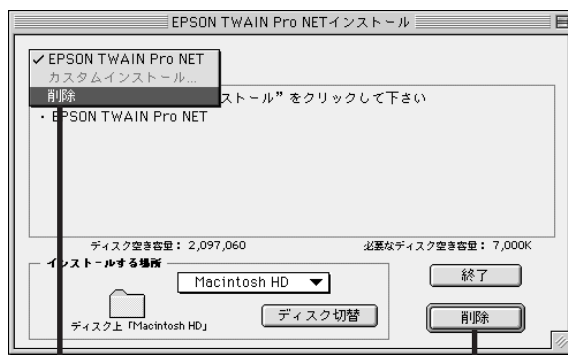 EPSON TWAIN Pro NETインストール
✓ EPSON TWAIN Pro NET
カスタムインストール...
削除
ストール”をクリックして下さい
・EPSON TWAIN Pro NET
ディスク空き容量： 2,097,060
必要なディスク空き容量： 7,000K
インストールする場所
Macintosh HD
終了
ディスク上「Macintosh HD」
ディスク切替
削除